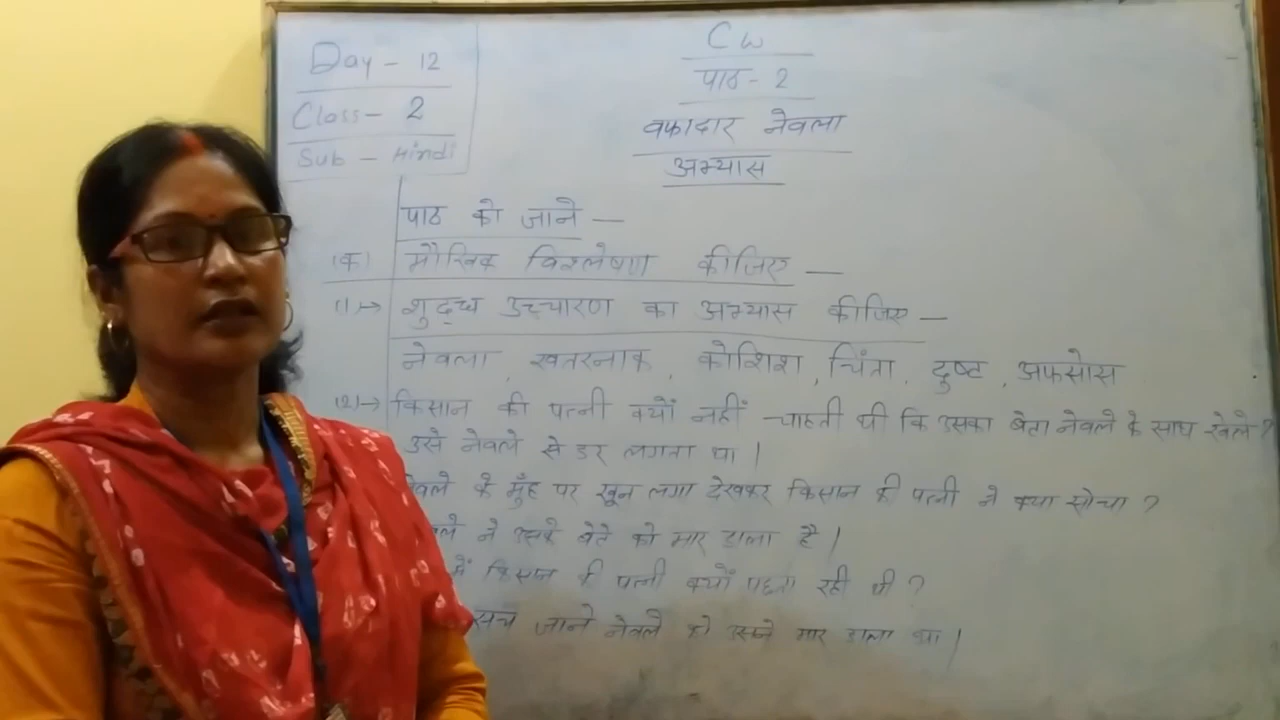 Day - 12
Class - 2
Sub - Hindi
Cw
पाठ - 2
वफादार नेवला
अभ्यास
पाठ को जाने —
(क) मौखिक विश्लेषण कीजिए —
(1)→ शुद्ध उच्चारण का अभ्यास कीजिए —
नेवला, खतरनाक, कोशिश, चिंता, दुष्ट, अफसोस
(2)→ किसान की पत्नी क्यों नहीं चाहती थी कि उसका बेटा नेवले के साथ खेले?
उसे नेवले से डर लगता था।
के मुँह पर खून लगा देखकर किसान की पत्नी ने क्या सोचा?
ने उसके बेटे को मार डाला है।
में किसान की पत्नी क्यों पछता रही थी?
सच जाने नेवले को उसने मार डाला था।